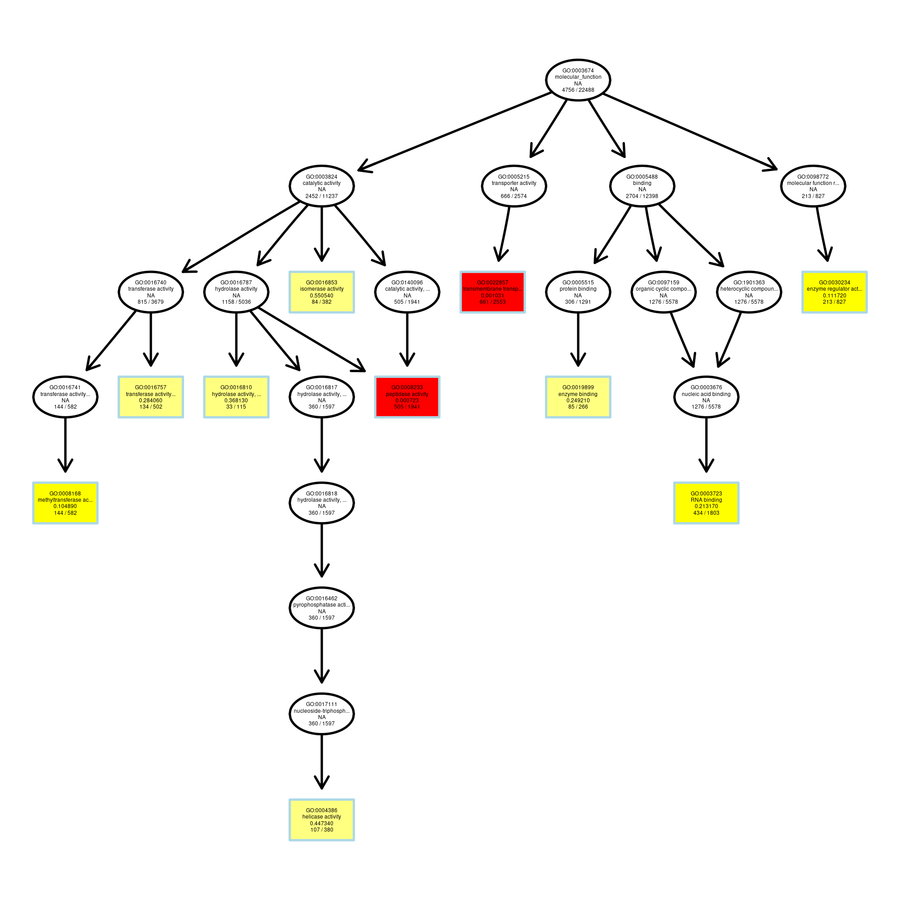 GO:0003674
molecular_function
NA
4756 / 22488
GO:0003824
catalytic activity
NA
2452 / 11237
GO:0005215
transporter activity
NA
666 / 2574
GO:0005488
binding
NA
2704 / 12398
GO:0098772
molecular function r...
NA
213 / 827
GO:0016740
transferase activity
NA
815 / 3679
GO:0016787
hydrolase activity
NA
1158 / 5036
GO:0016853
isomerase activity
0.550540
84 / 382
GO:0140096
catalytic activity, ...
NA
505 / 1941
GO:0022857
transmembrane transp...
GO:0005515
protein binding
NA
306 / 1291
GO:0097159
organic cyclic compo...
NA
1276 / 5578
GO:1901363
heterocyclic compoun...
NA
1276 / 5578
GO:0030234
enzyme regulator act...
0.111720
213 / 827
GO:0016741
transferase activity...
NA
144 / 582
GO:0016757
transferase activity...
0.284060
134 / 502
GO:0016810
hydrolase activity, ...
0.368130
33 / 115
GO:0016817
hydrolase activity, ...
NA
360 / 1597
GO:0008233
peptidase activity
505 / 1941
GO:0019899
enzyme binding
0.249210
85 / 266
GO:0003676
nucleic acid binding
NA
1276 / 5578
GO:0008168
methyltransferase ac...
0.104890
144 / 582
GO:0016818
hydrolase activity, ...
NA
360 / 1597
GO:0003723
RNA binding
0.213170
434 / 1803
GO:0016462
pyrophosphatase acti...
NA
360 / 1597
GO:0017111
nucleoside-triphosph...
NA
360 / 1597
GO:0004386
helicase activity
0.447340
107 / 380